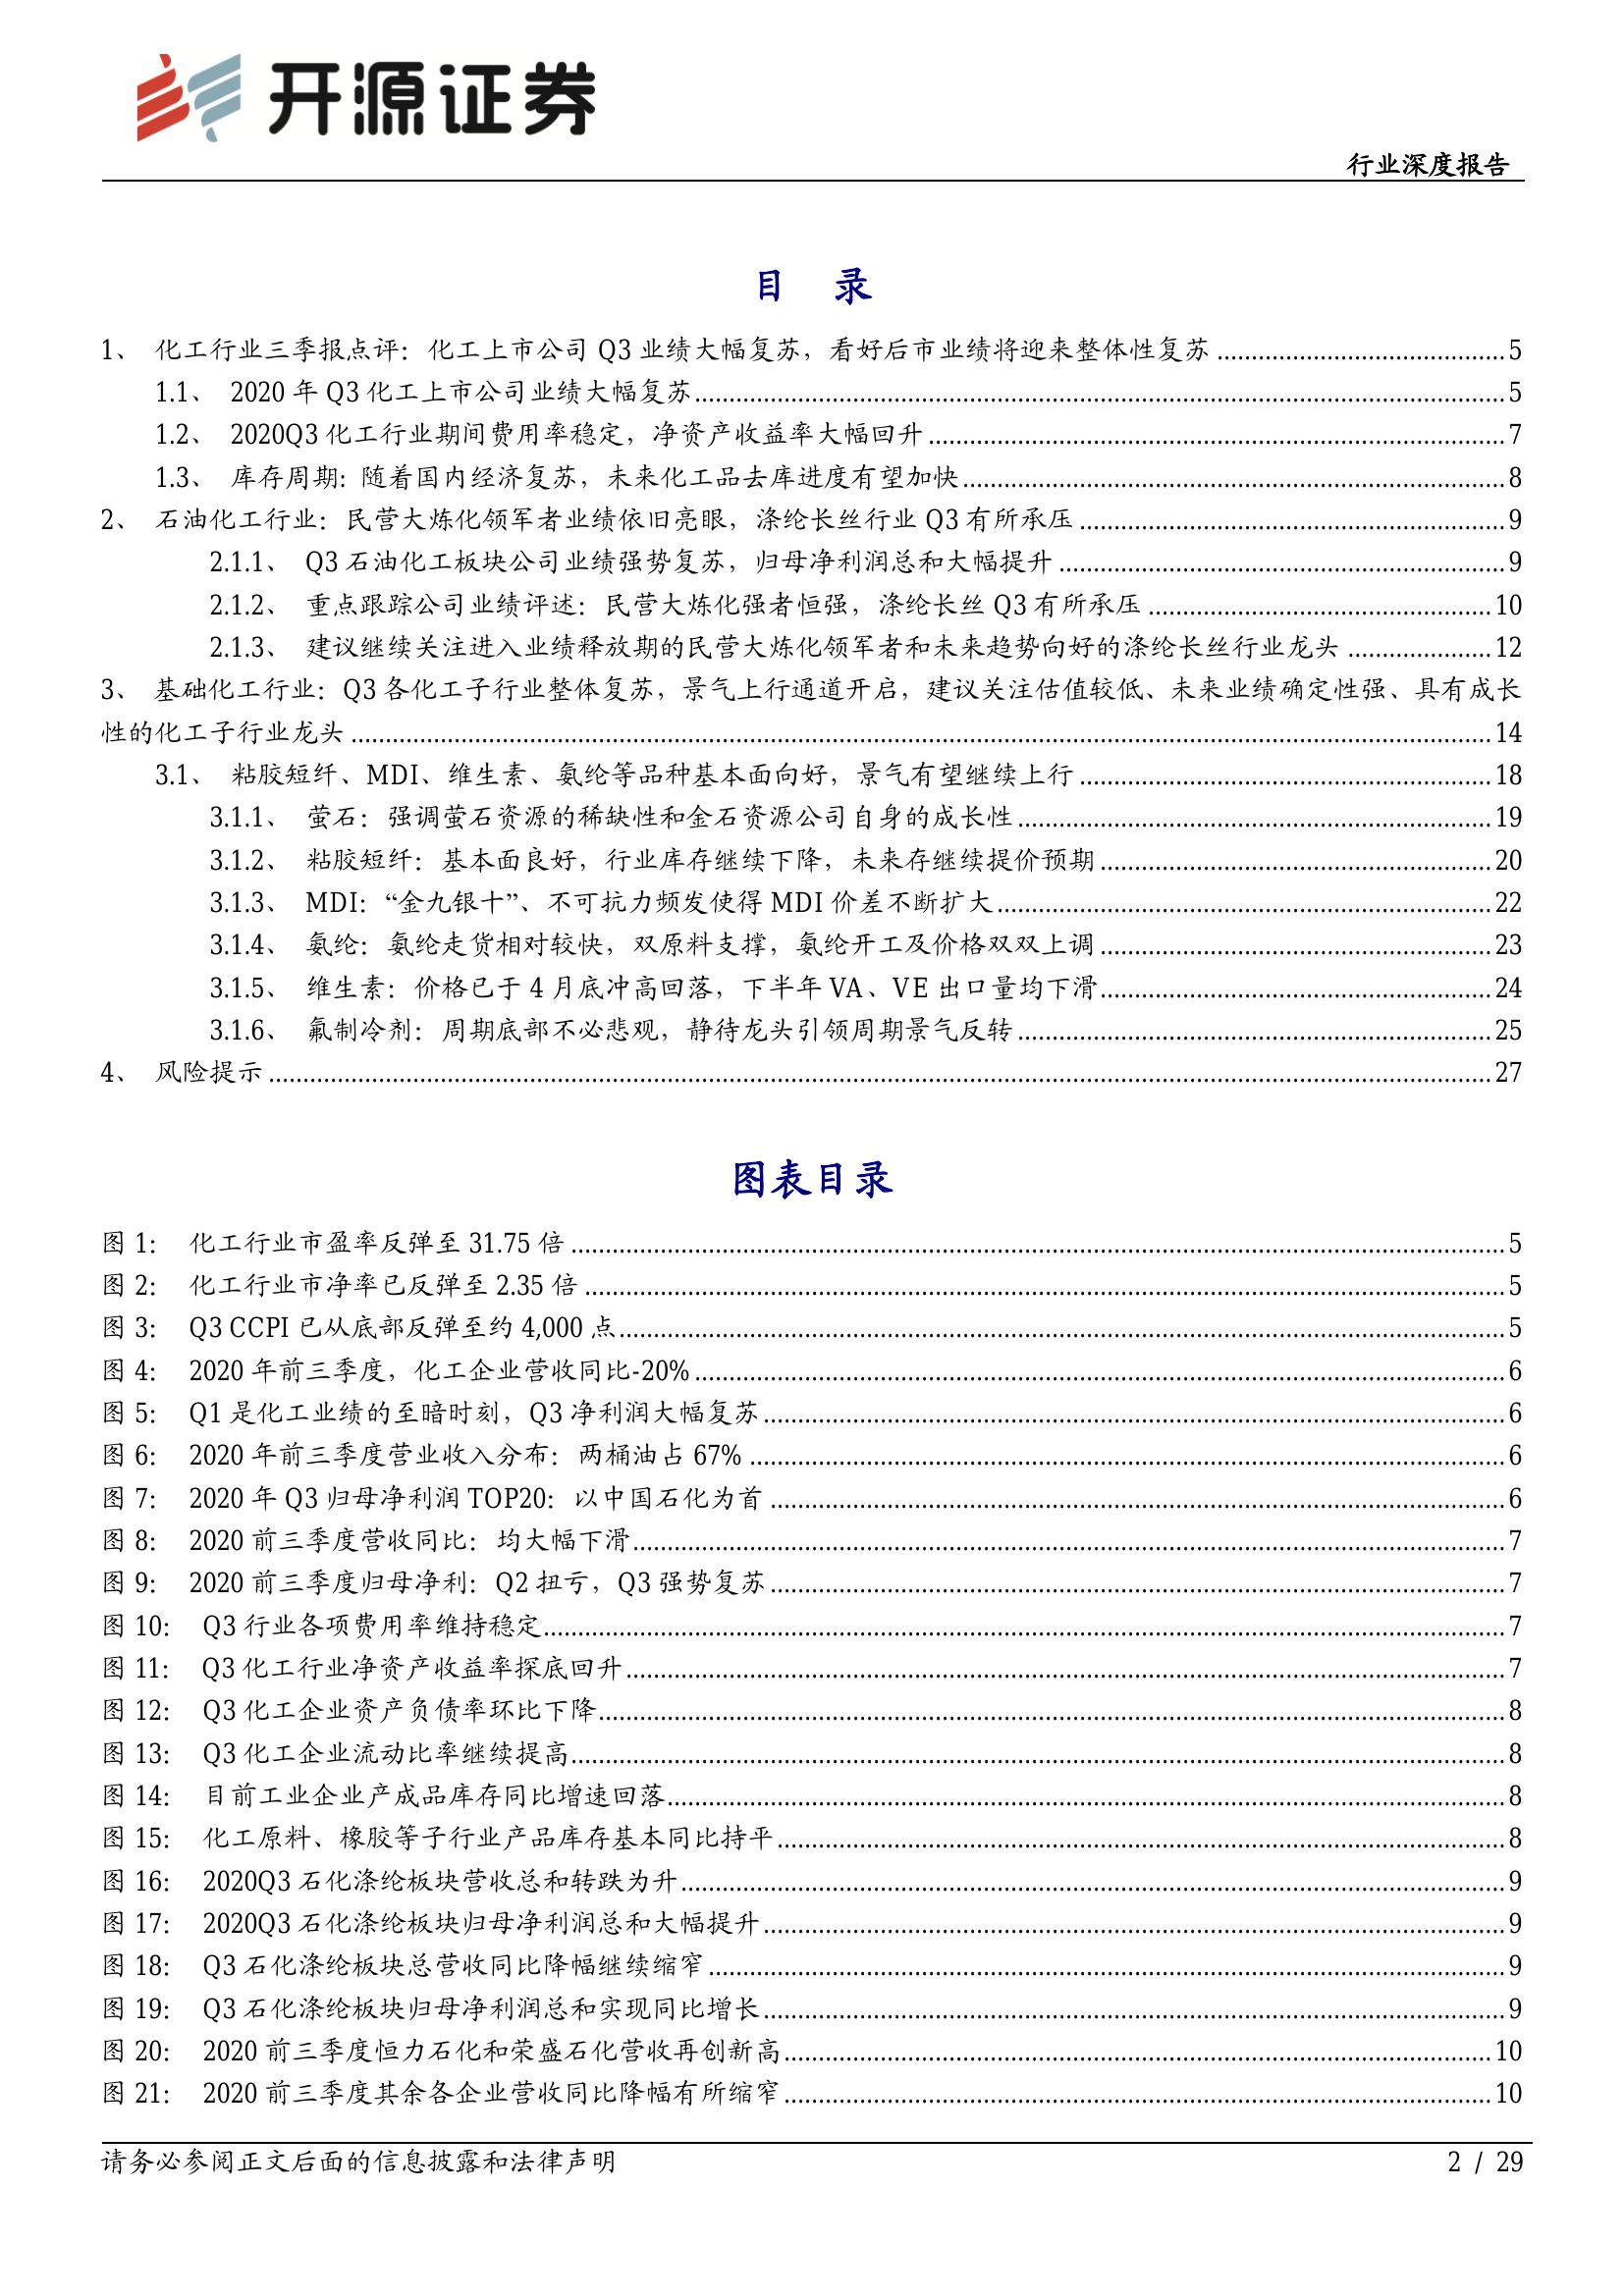 开源证券
行业深度报告
目 录
1、 化工行业三季报点评：化工上市公司 Q3 业绩大幅复苏，看好后市业绩将迎来整体性复苏 ........ 5
1.1、 2020 年 Q3 化工上市公司业绩大幅复苏 ........ 5
1.2、 2020Q3 化工行业期间费用率稳定，净资产收益率大幅回升 ........ 7
1.3、 库存周期: 随着国内经济复苏，未来化工品去库进度有望加快 ........ 8
2、 石油化工行业：民营大炼化领军者业绩依旧亮眼，涤纶长丝行业 Q3 有所承压 ........ 9
2.1.1、 Q3 石油化工板块公司业绩强势复苏，归母净利润总和大幅提升 ........ 9
2.1.2、 重点跟踪公司业绩评述：民营大炼化强者恒强，涤纶长丝 Q3 有所承压 ........ 10
2.1.3、 建议继续关注进入业绩释放期的民营大炼化领军者和未来趋势向好的涤纶长丝行业龙头 ........ 12
3、 基础化工行业：Q3 各化工子行业整体复苏，景气上行通道开启，建议关注估值较低、未来业绩确定性强、具有成长
性的化工子行业龙头 ........ 14
3.1、 粘胶短纤、MDI、维生素、氨纶等品种基本面向好，景气有望继续上行 ........ 18
3.1.1、 萤石：强调萤石资源的稀缺性和金石资源公司自身的成长性 ........ 19
3.1.2、 粘胶短纤：基本面良好，行业库存继续下降，未来存继续提价预期 ........ 20
3.1.3、 MDI：“金九银十”、不可抗力频发使得 MDI 价差不断扩大 ........ 22
3.1.4、 氨纶：氨纶走货相对较快，双原料支撑，氨纶开工及价格双双上调 ........ 23
3.1.5、 维生素：价格已于 4 月底冲高回落，下半年 VA、VE 出口量均下滑 ........ 24
3.1.6、 氟制冷剂：周期底部不必悲观，静待龙头引领周期景气反转 ........ 25
4、 风险提示 ........ 27
图表目录
图 1： 化工行业市盈率反弹至 31.75 倍 ........ 5
图 2： 化工行业市净率已反弹至 2.35 倍 ........ 5
图 3： Q3 CCPI 已从底部反弹至约 4,000 点 ........ 5
图 4： 2020 年前三季度，化工企业营收同比-20% ........ 6
图 5： Q1 是化工业绩的至暗时刻，Q3 净利润大幅复苏 ........ 6
图 6： 2020 年前三季度营业收入分布：两桶油占 67% ........ 6
图 7： 2020 年 Q3 归母净利润 TOP20：以中国石化为首 ........ 6
图 8： 2020 前三季度营收同比：均大幅下滑 ........ 7
图 9： 2020 前三季度归母净利：Q2 扭亏，Q3 强势复苏 ........ 7
图 10： Q3 行业各项费用率维持稳定 ........ 7
图 11： Q3 化工行业净资产收益率探底回升 ........ 7
图 12： Q3 化工企业资产负债率环比下降 ........ 8
图 13： Q3 化工企业流动比率继续提高 ........ 8
图 14： 目前工业企业产成品库存同比增速回落 ........ 8
图 15： 化工原料、橡胶等子行业产品库存基本同比持平 ........ 8
图 16： 2020Q3 石化涤纶板块营收总和转跌为升 ........ 9
图 17： 2020Q3 石化涤纶板块归母净利润总和大幅提升 ........ 9
图 18： Q3 石化涤纶板块总营收同比降幅继续缩窄 ........ 9
图 19： Q3 石化涤纶板块归母净利润总和实现同比增长 ........ 9
图 20： 2020 前三季度恒力石化和荣盛石化营收再创新高 ........ 10
图 21： 2020 前三季度其余各企业营收同比降幅有所缩窄 ........ 10
请务必参阅正文后面的信息披露和法律声明
2 / 29